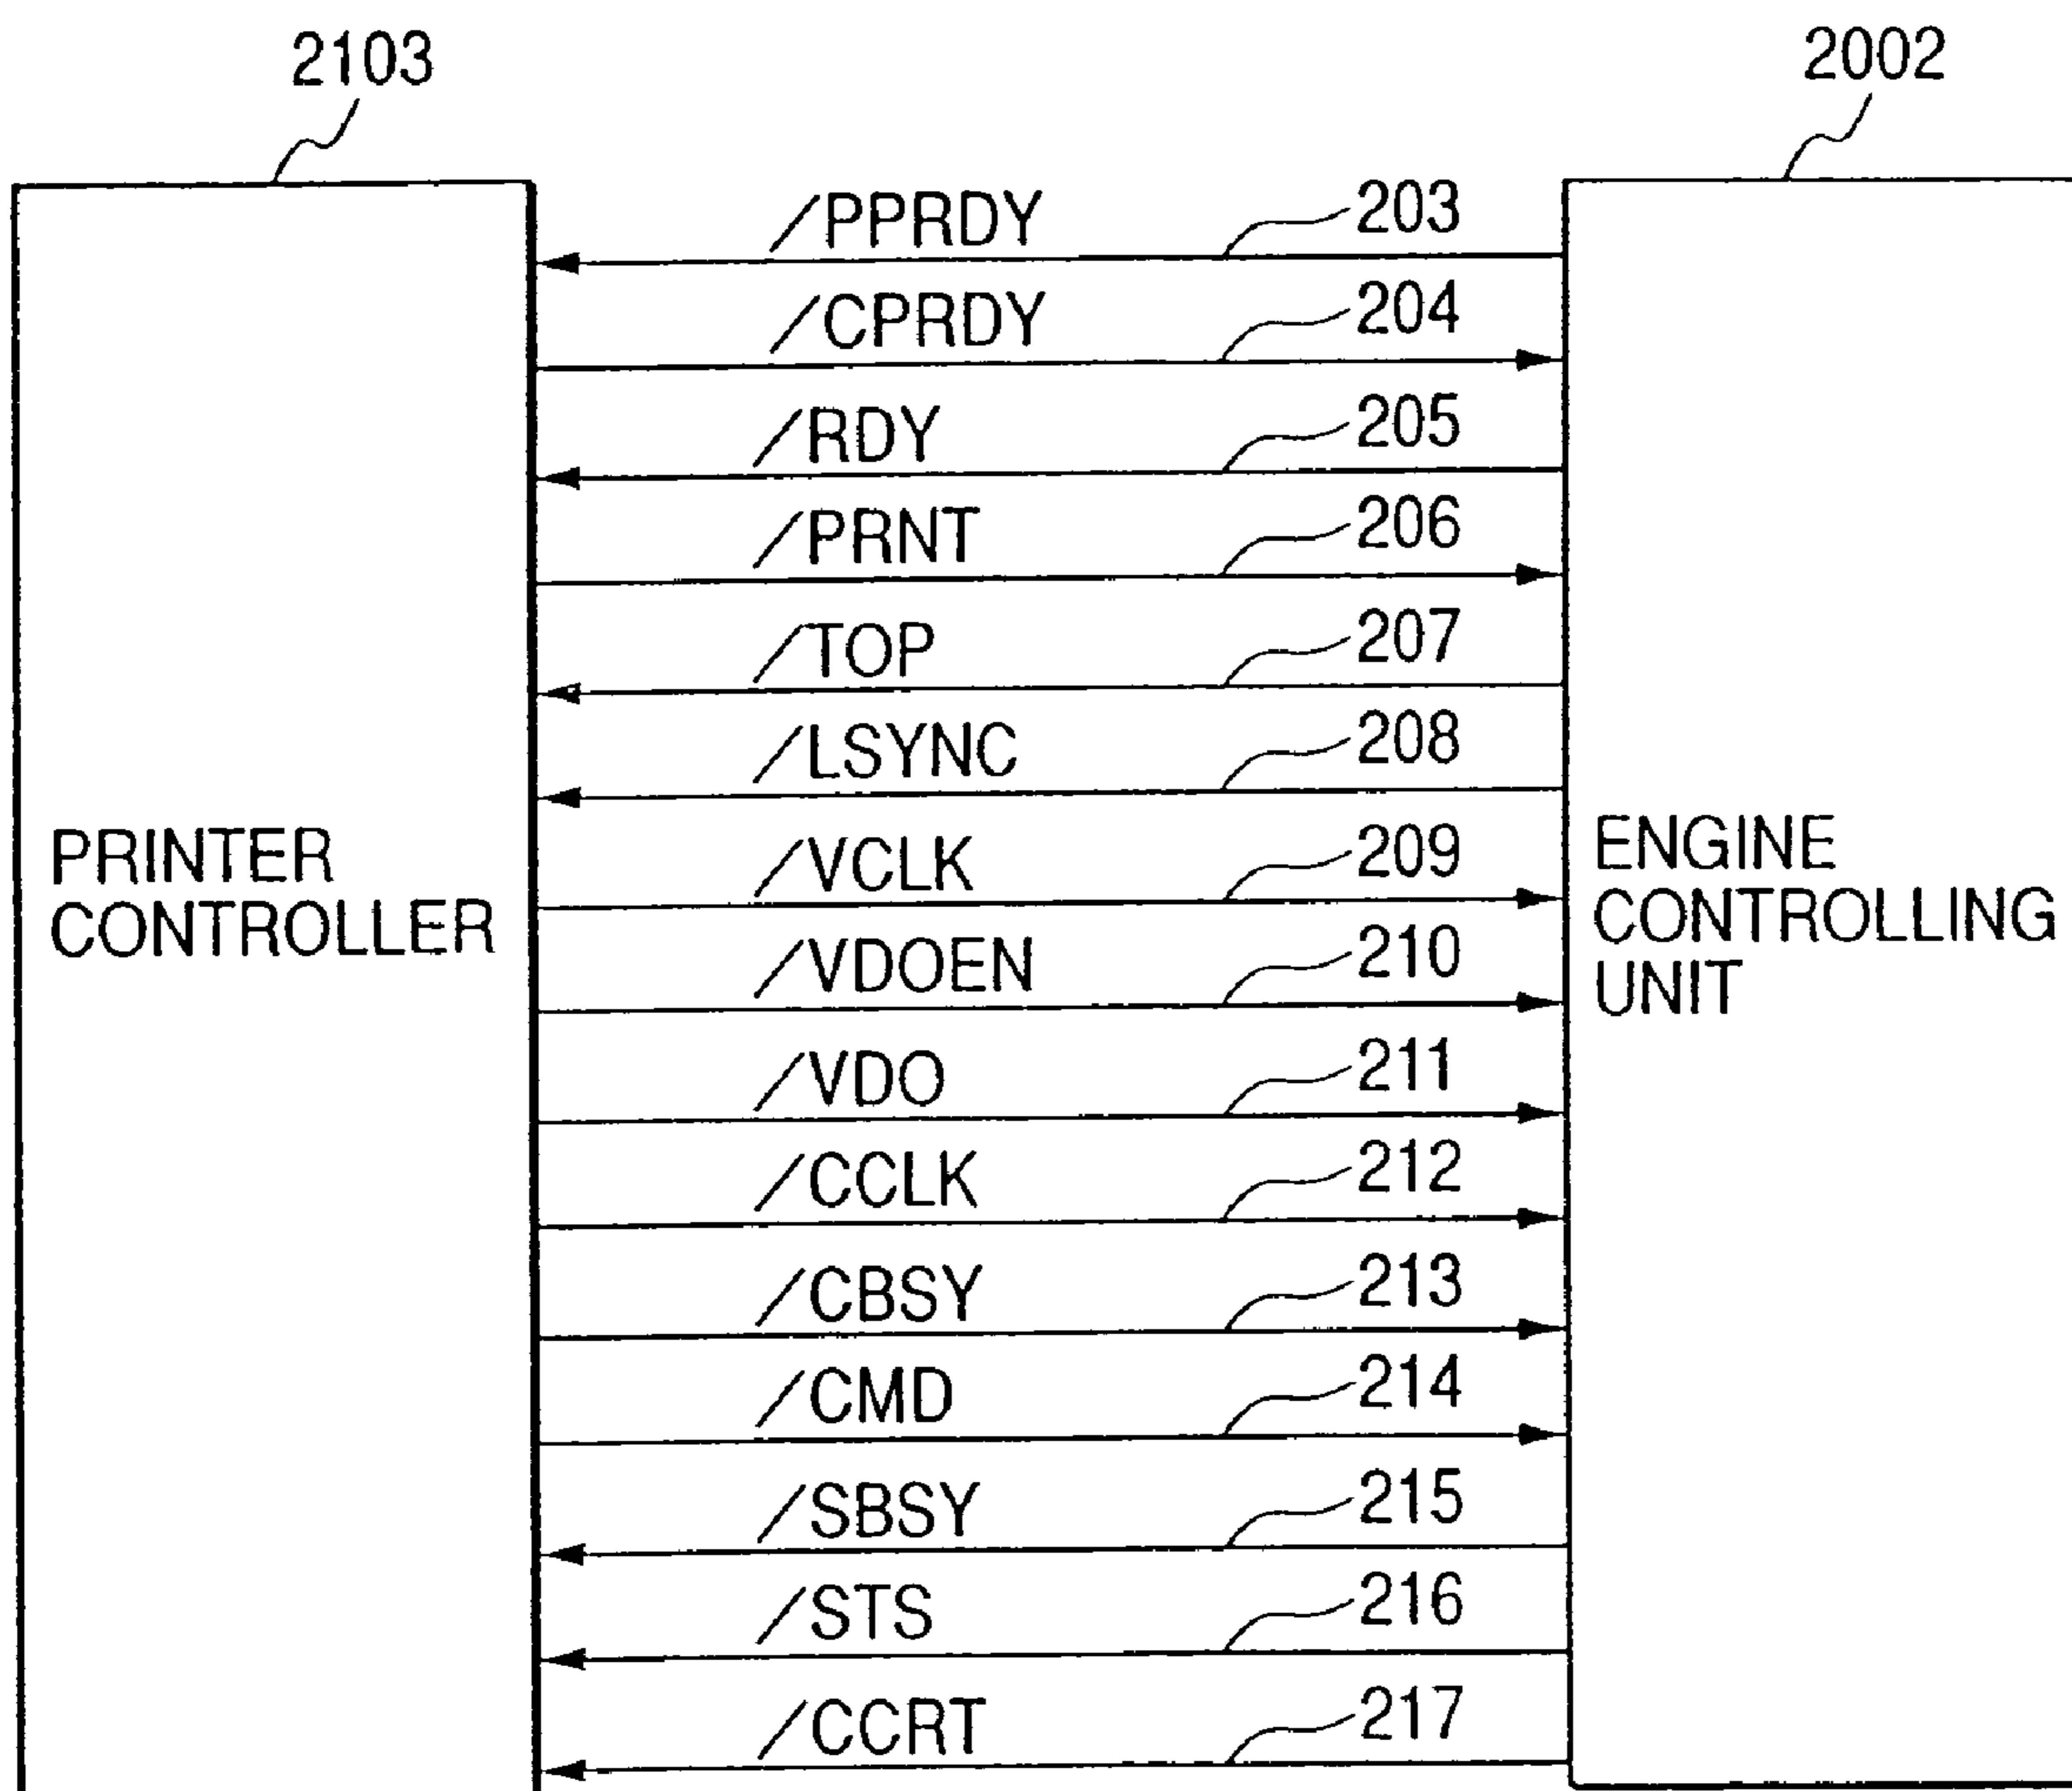 2103
2002
/PPRDY 203
/CPRDY 204
/RDY 205
/PRNT 206
/TOP 207
/LSYNC 208
/VCLK 209
/VDOEN 210
/VDO 211
/CCLK 212
/CBSY 213
/CMD 214
/SBSY 215
/STS 216
/CCRT 217
PRINTER
CONTROLLER
ENGINE
CONTROLLING
UNIT